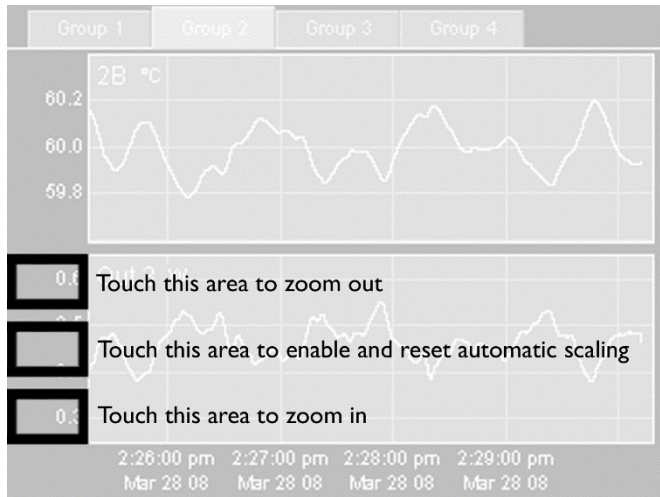 Group 1 Group 2 Group 3 Group 4
2B °C
60.2
60.0
59.8
Touch this area to zoom out
Touch this area to enable and reset automatic scaling
Touch this area to zoom in
0.3
2:26:00 pm 2:27:00 pm 2:28:00 pm 2:29:00 pm
Mar 28 08 Mar 28 08 Mar 28 08 Mar 28 08